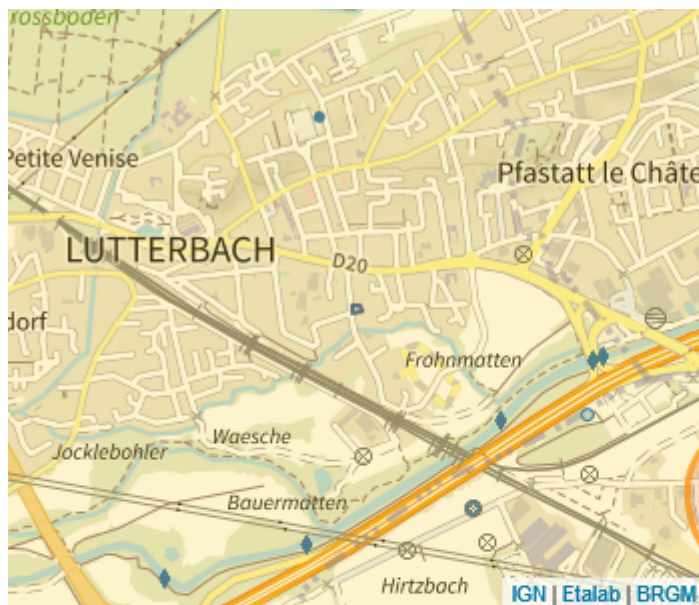 rossboden
Petite Venise
Pfastatt le Châte
LUTTERBACH
D20
dorf
Frohnmatten
Waesche
Jocklebohler
Bauermatten
Hirtzbach
IGN | Etalab | BRGM